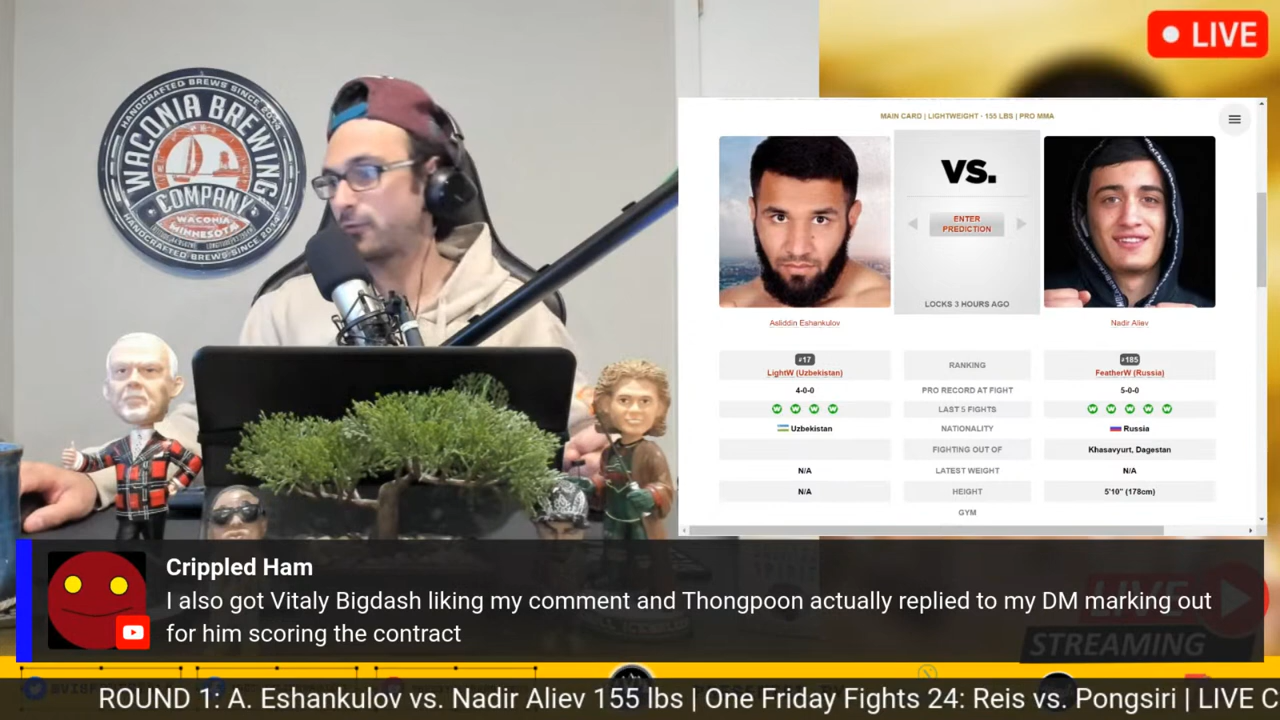 LIVE
HANDCRAFTED BREWS SINCE 2014
WACONIA BREWING
COMPANY
WACONIA
MINNESOTA
HANDCRAFTED BREWS SINCE 2014
MAIN CARD | LIGHTWEIGHT · 155 LBS | PRO MMA
VS.
ENTER
PREDICTION
LOCKS 3 HOURS AGO
Asliddin Eshankulov
Nadir Aliev
#17
LightW (Uzbekistan)
RANKING
#185
FeatherW (Russia)
4-0-0
PRO RECORD AT FIGHT
5-0-0
W W W W
LAST 5 FIGHTS
W W W W W
Uzbekistan
NATIONALITY
Russia
FIGHTING OUT OF
Khasavyurt, Dagestan
N/A
LATEST WEIGHT
N/A
N/A
HEIGHT
5'10" (178cm)
GYM
Crippled Ham
I also got Vitaly Bigdash liking my comment and Thongpoon actually replied to my DM marking out
for him scoring the contract
LIVE
STREAMING
ROUND 1: A. Eshankulov vs. Nadir Aliev 155 lbs | One Friday Fights 24: Reis vs. Pongsiri | LIVE C